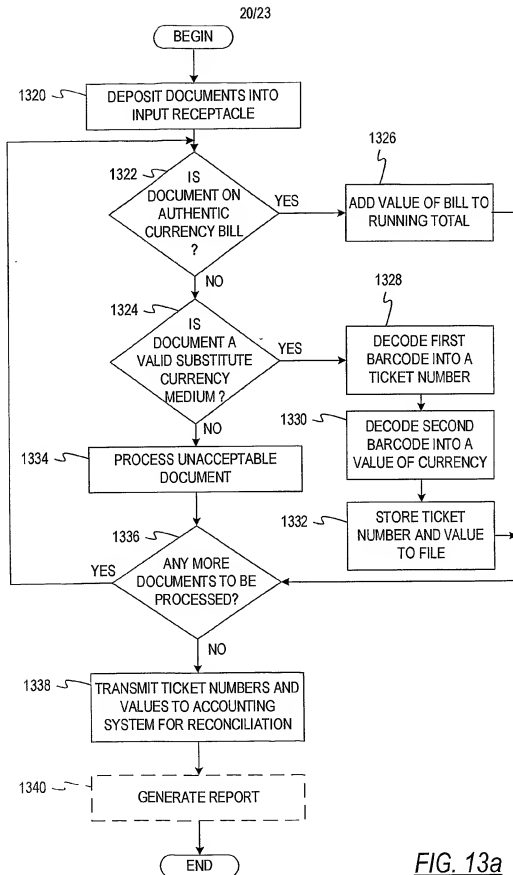 20/23
BEGIN
1320
DEPOSIT DOCUMENTS INTO
INPUT RECEPTACLE
1322
IS
DOCUMENT ON
AUTHENTIC
CURRENCY BILL
?
YES
NO
1326
ADD VALUE OF BILL TO
RUNNING TOTAL
1324
IS
DOCUMENT A
VALID SUBSTITUTE
CURRENCY
MEDIUM ?
YES
NO
1328
DECODE FIRST
BARCODE INTO A
TICKET NUMBER
1330
DECODE SECOND
BARCODE INTO A
VALUE OF CURRENCY
1332
STORE TICKET
NUMBER AND VALUE
TO FILE
1334
PROCESS UNACCEPTABLE
DOCUMENT
1336
ANY MORE
DOCUMENTS TO BE
PROCESSED?
YES
NO
1338
TRANSMIT TICKET NUMBERS AND
VALUES TO ACCOUNTING
SYSTEM FOR RECONCILIATION
1340
GENERATE REPORT
END
FIG. 13a